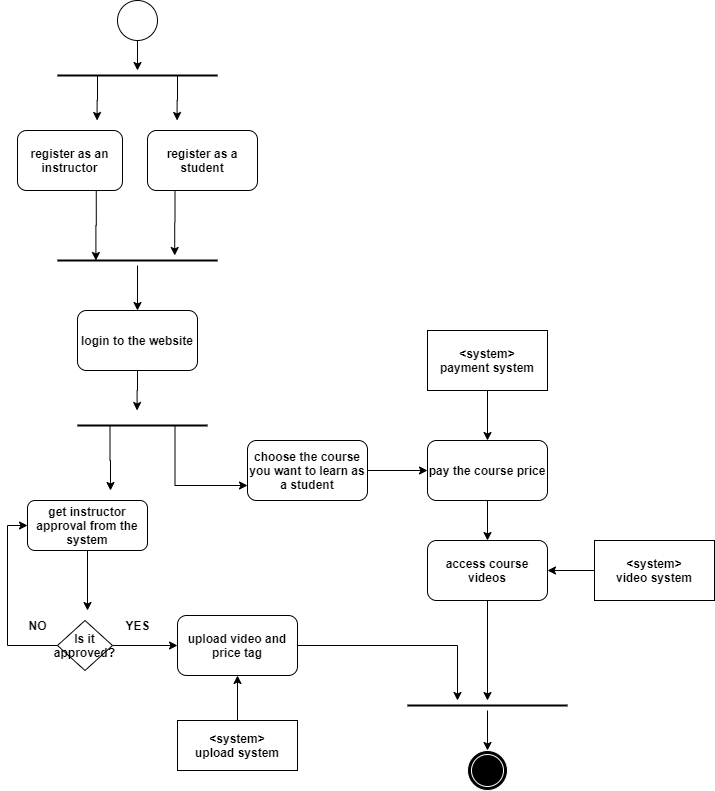 register as an
instructor
register as a
student
login to the website
<system>
payment system
choose the course
you want to learn as
a student
pay the course price
get instructor
approval from the
system
access course
videos
<system>
video system
NO
Is it
approved?
YES
upload video and
price tag
<system>
upload system